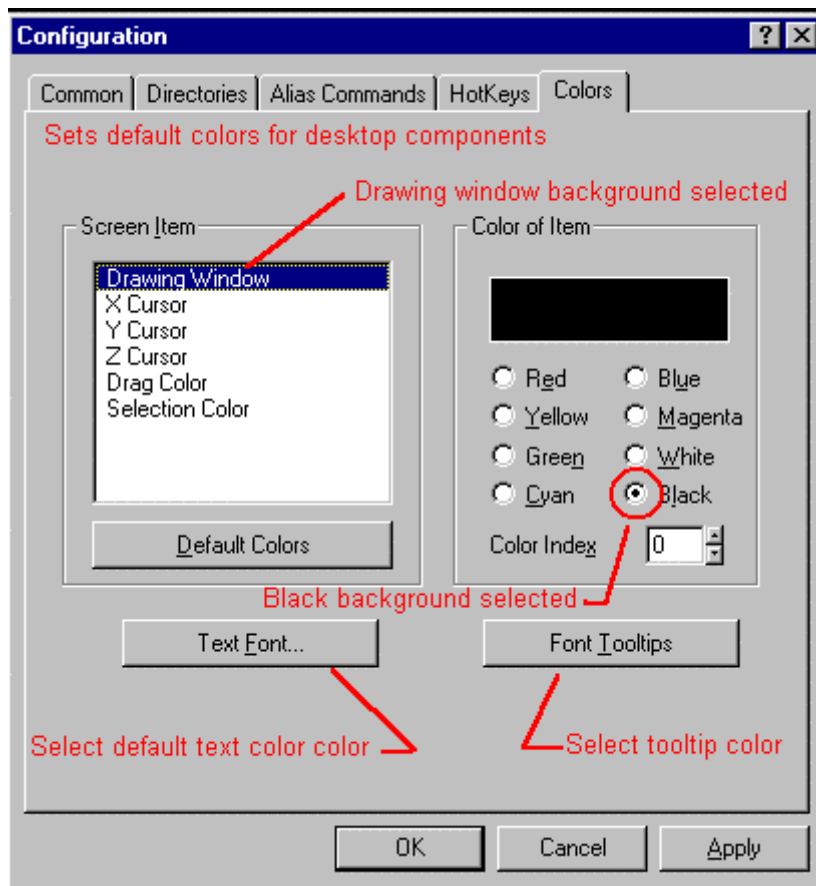 Configuration
Common Directories Alias Commands HotKeys Colors
Sets default colors for desktop components
Drawing window background selected
Screen Item
Drawing Window
X Cursor
Y Cursor
Z Cursor
Drag Color
Selection Color
Default Colors
Color of Item
Red Blue
Yellow Magenta
Green White
Cyan Black
Color Index 0
Black background selected
Text Font... Font Tooltips
Select default text color color Select tooltip color
OK Cancel Apply